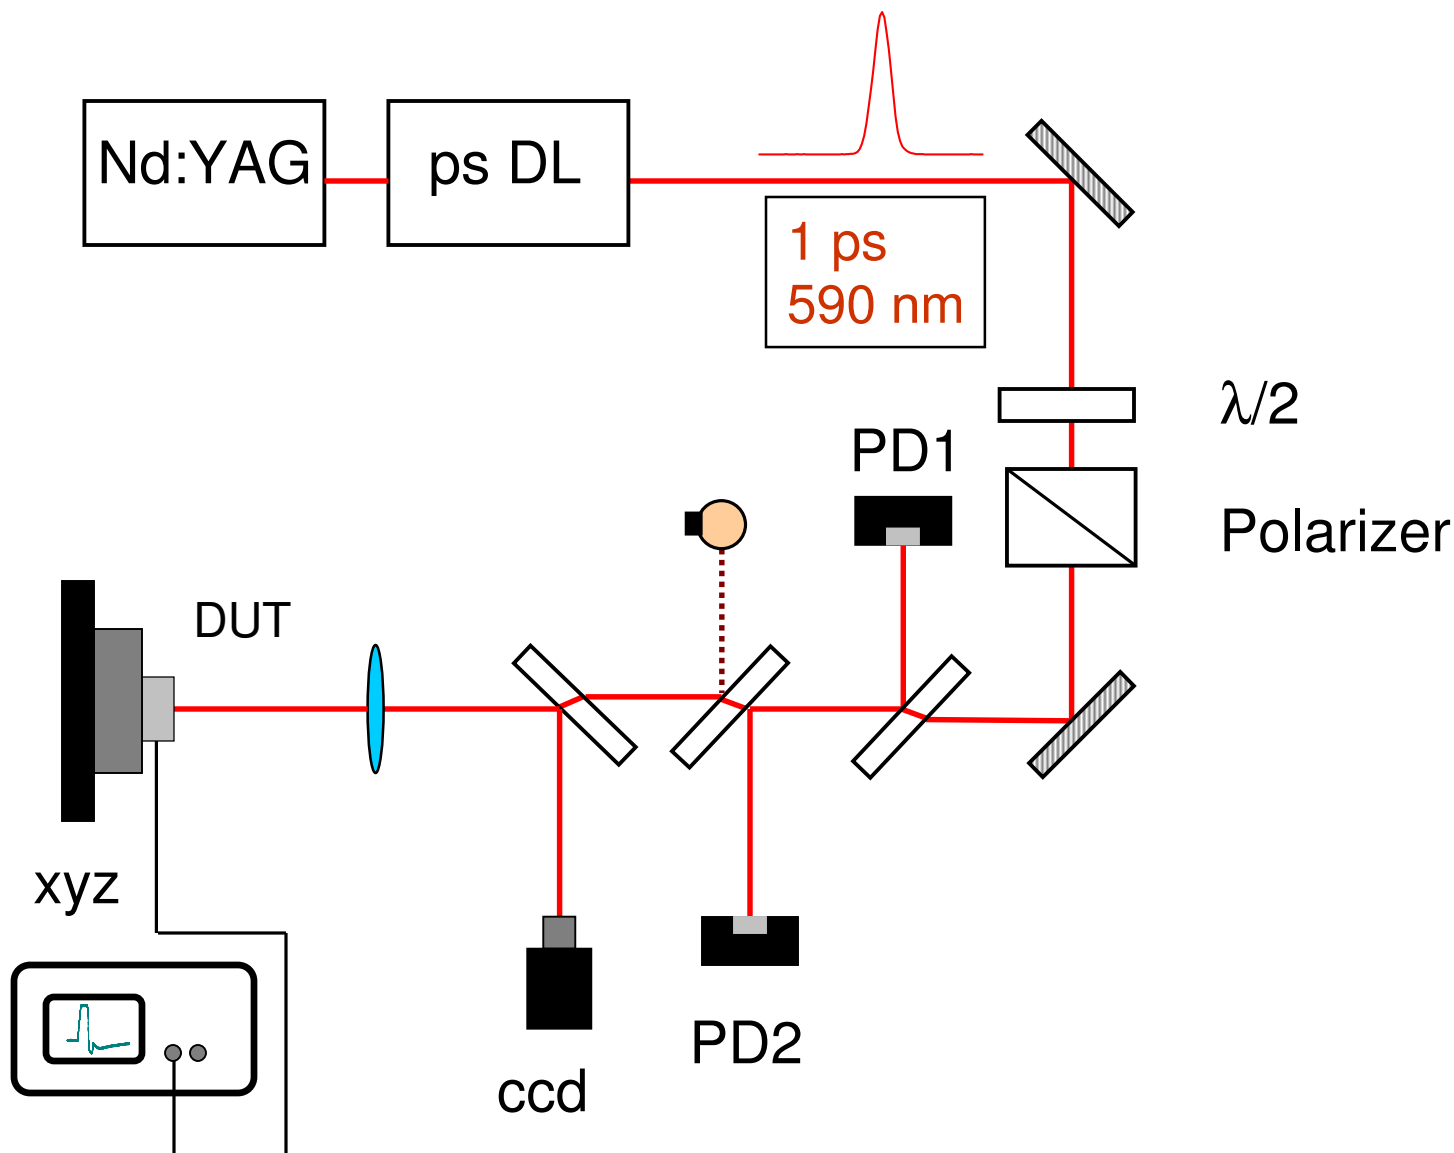 Nd:YAG
ps DL
1 ps
590 nm
λ/2
PD1
Polarizer
DUT
xyz
PD2
ccd